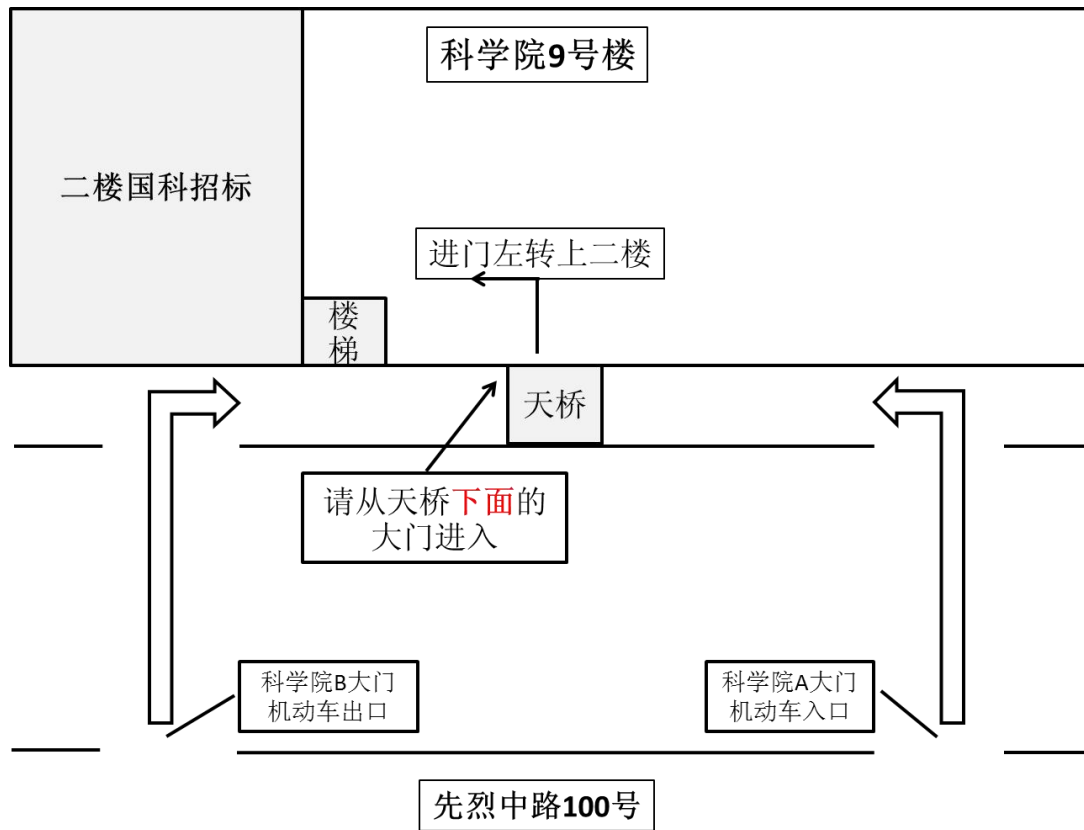 科学院9号楼
二楼国科招标
进门左转上二楼
楼
梯
天桥
请从天桥下面的
大门进入
科学院B大门
机动车出口
科学院A大门
机动车入口
先烈中路100号